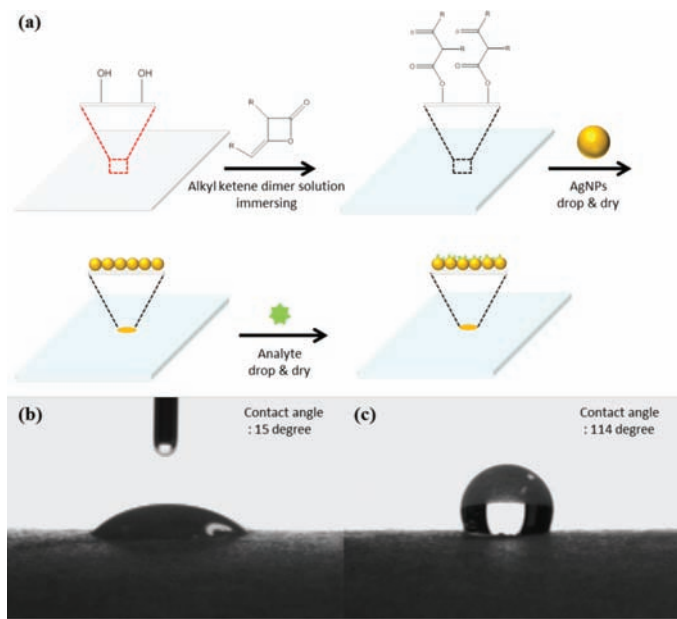 (a)
OH OH
R O
O
R
Alkyl ketene dimer solution
immersing
R R
O O
R R
O O
O O
AgNPs
drop & dry
Analyte
drop & dry
(b)
Contact angle
: 15 degree
(c)
Contact angle
: 114 degree